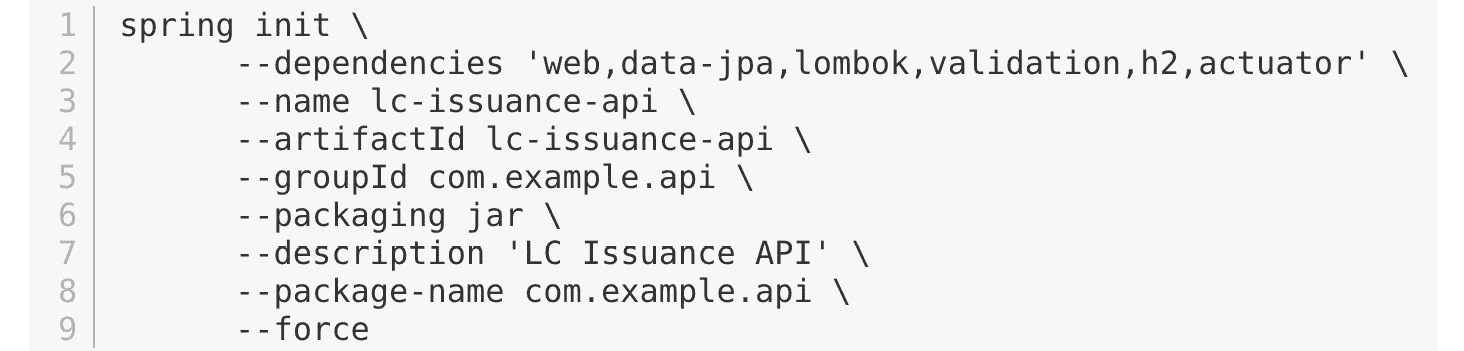 1 spring init \
2 --dependencies 'web,data-jpa,lombok,validation,h2,actuator' \
3 --name lc-issuance-api \
4 --artifactId lc-issuance-api \
5 --groupId com.example.api \
6 --packaging jar \
7 --description 'LC Issuance API' \
8 --package-name com.example.api \
9 --force